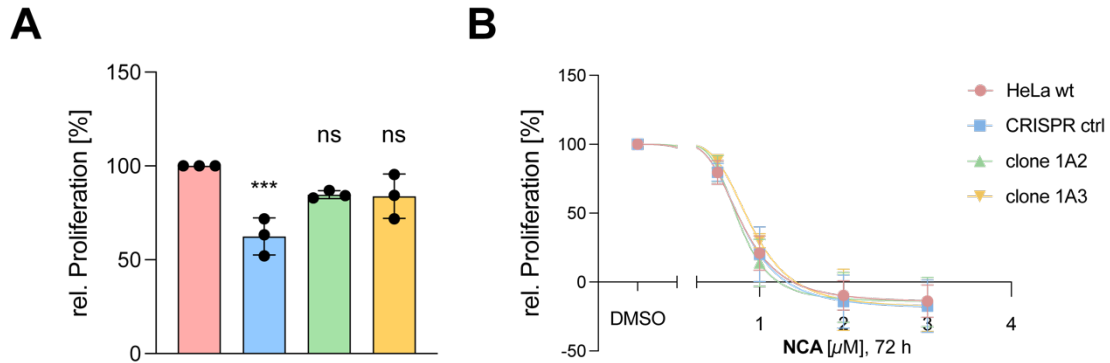 A
rel. Proliferation [%]
150
100
50
0
***
ns
ns
B
rel. Proliferation [%]
150
100
50
0
-50
DMSO
1
2
3
4
NCA [µM], 72 h
HeLa wt
CRISPR ctrl
clone 1A2
clone 1A3